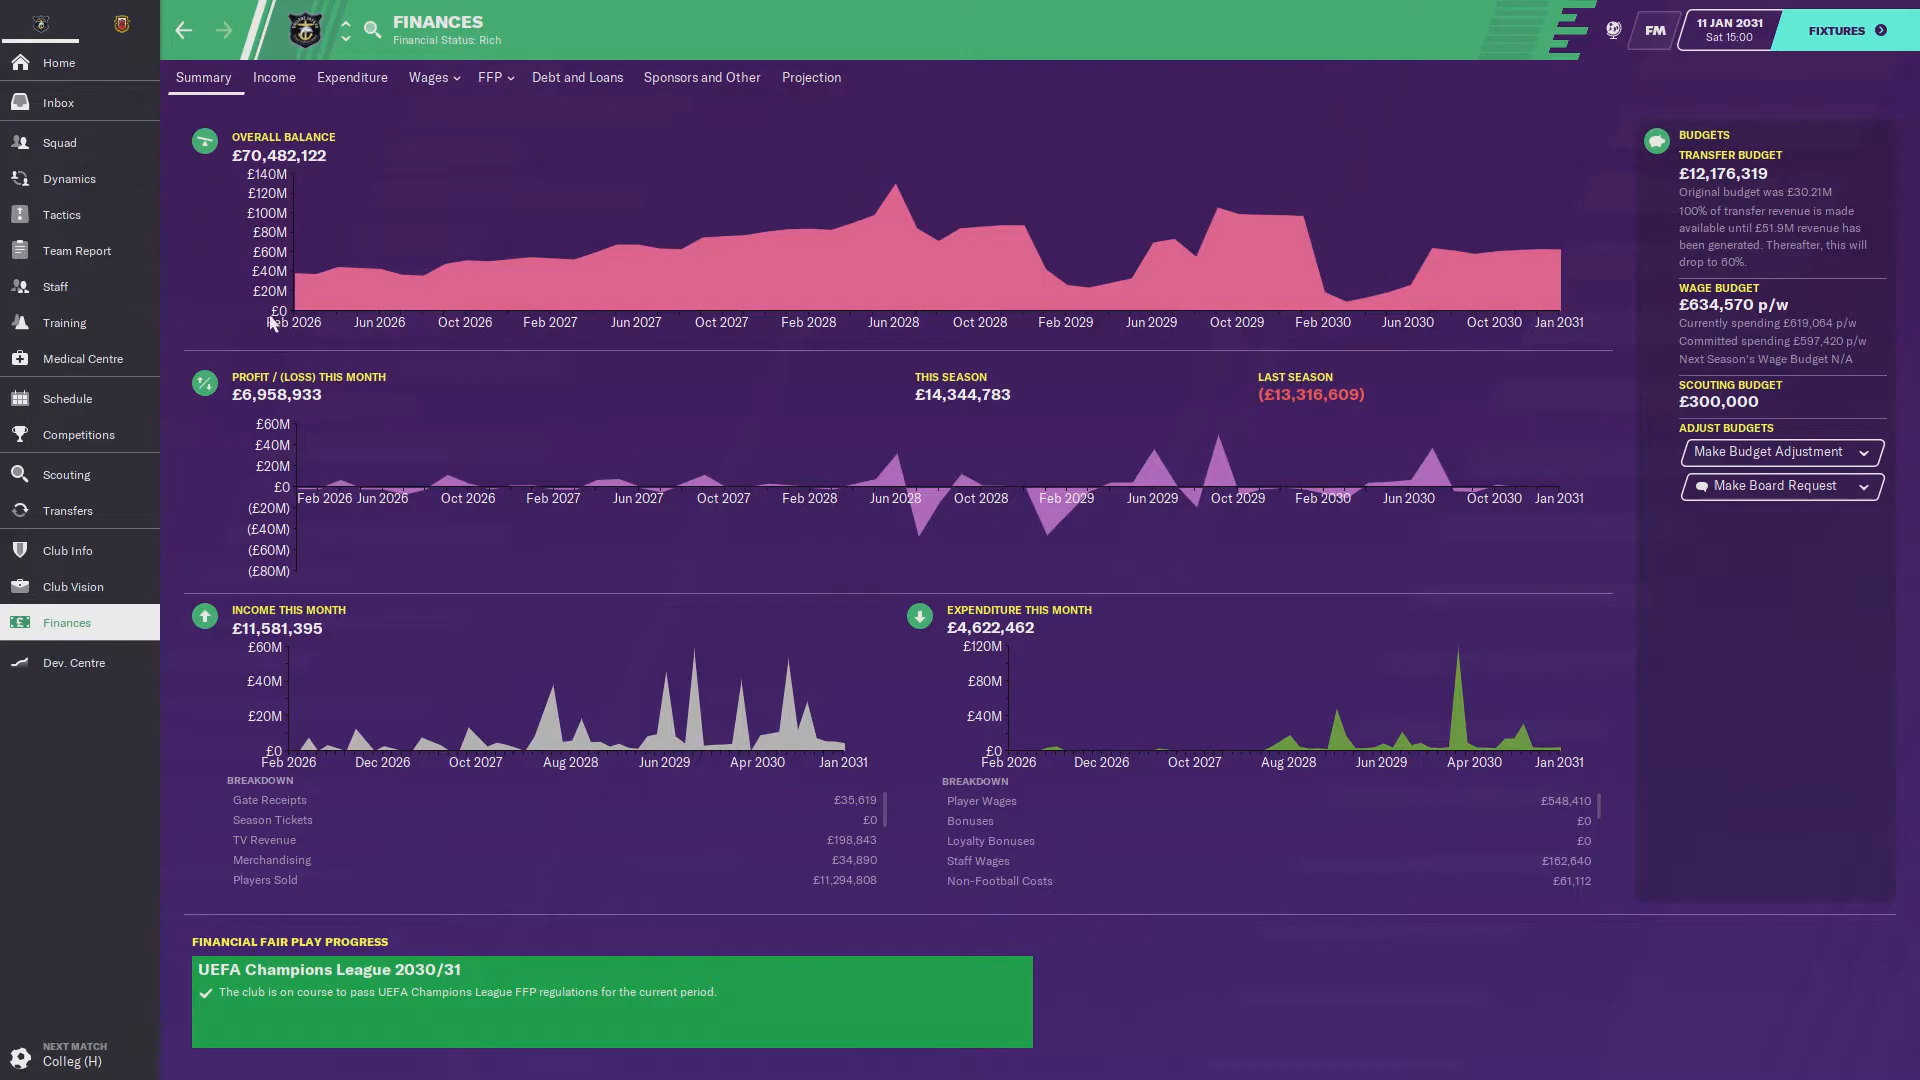 FINANCES
Financial Status: Rich
FM
11 JAN 2031
Sat 15:00
FIXTURES
Home
Inbox
Squad
Dynamics
Tactics
Team Report
Staff
Training
Medical Centre
Schedule
Competitions
Scouting
Transfers
Club Info
Club Vision
Finances
Dev. Centre
NEXT MATCH
Colleg (H)
Summary Income Expenditure Wages FFP Debt and Loans Sponsors and Other Projection
OVERALL BALANCE
£70,482,122
£140M
£120M
£100M
£80M
£60M
£40M
£20M
£0
Feb 2026 Jun 2026 Oct 2026 Feb 2027 Jun 2027 Oct 2027 Feb 2028 Jun 2028 Oct 2028 Feb 2029 Jun 2029 Oct 2029 Feb 2030 Jun 2030 Oct 2030 Jan 2031
PROFIT / (LOSS) THIS MONTH
£6,958,933
THIS SEASON
£14,344,783
LAST SEASON
(£13,316,609)
£60M
£40M
£20M
£0
(£20M)
(£40M)
(£60M)
(£80M)
Feb 2026 Jun 2026 Oct 2026 Feb 2027 Jun 2027 Oct 2027 Feb 2028 Jun 2028 Oct 2028 Feb 2029 Jun 2029 Oct 2029 Feb 2030 Jun 2030 Oct 2030 Jan 2031
INCOME THIS MONTH
£11,581,395
£60M
£40M
£20M
£0
Feb 2026 Dec 2026 Oct 2027 Aug 2028 Jun 2029 Apr 2030 Jan 2031
BREAKDOWN
Gate Receipts £35,619
Season Tickets £0
TV Revenue £198,843
Merchandising £34,890
Players Sold £11,294,808
EXPENDITURE THIS MONTH
£4,622,462
£120M
£80M
£40M
£0
Feb 2026 Dec 2026 Oct 2027 Aug 2028 Jun 2029 Apr 2030 Jan 2031
BREAKDOWN
Player Wages £548,410
Bonuses £0
Loyalty Bonuses £0
Staff Wages £162,640
Non-Football Costs £61,112
FINANCIAL FAIR PLAY PROGRESS
UEFA Champions League 2030/31
The club is on course to pass UEFA Champions League FFP regulations for the current period.
BUDGETS
TRANSFER BUDGET
£12,176,319
Original budget was £30.21M
100% of transfer revenue is made
available until £51.9M revenue has
been generated. Thereafter, this will
drop to 60%.
WAGE BUDGET
£634,570 p/w
Currently spending £619,064 p/w
Committed spending £597,420 p/w
Next Season's Wage Budget N/A
SCOUTING BUDGET
£300,000
ADJUST BUDGETS
Make Budget Adjustment
Make Board Request